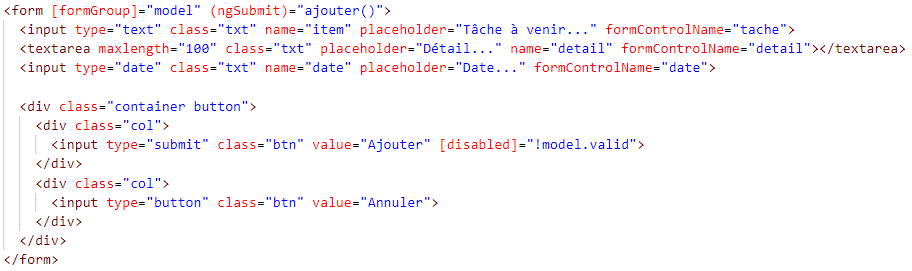 <form [formGroup]="model" (ngSubmit)="ajouter()">
<input type="text" class="txt" name="item" placeholder="Tâche à venir..." formControlName="tache">
<textarea maxlength="100" class="txt" placeholder="Détail..." name="detail" formControlName="detail"></textarea>
<input type="date" class="txt" name="date" placeholder="Date..." formControlName="date">
<div class="container button">
<div class="col">
<input type="submit" class="btn" value="Ajouter" [disabled]="!model.valid">
</div>
<div class="col">
<input type="button" class="btn" value="Annuler">
</div>
</div>
</form>